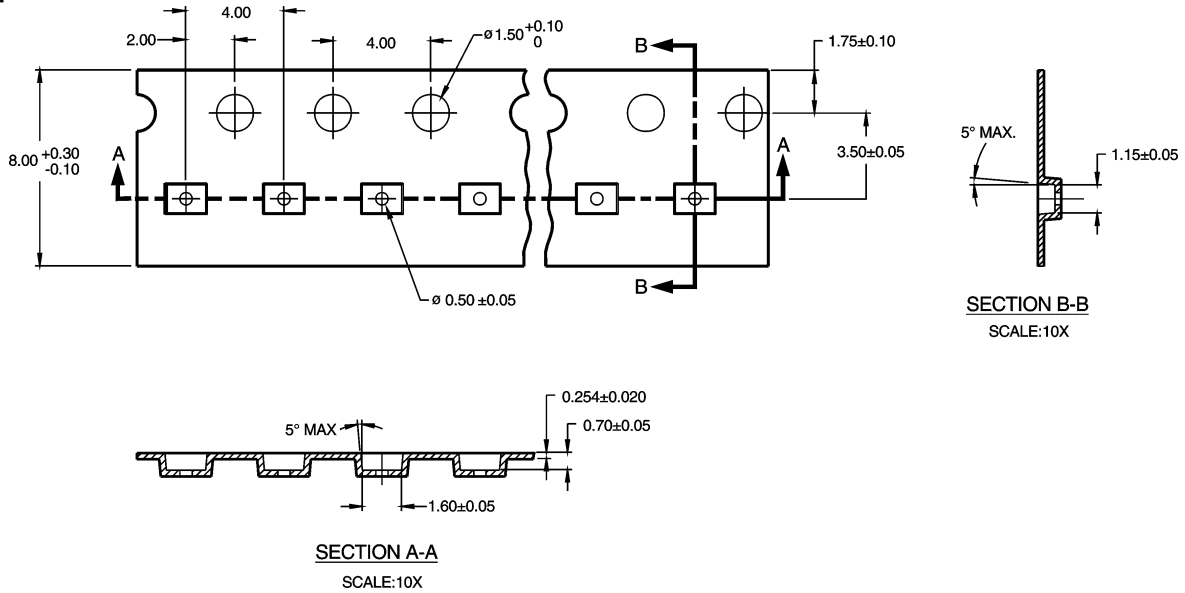 4.00
2.00
4.00
ø 1.50 +0.10
0
B
1.75±0.10
8.00 +0.30
-0.10
A
A
3.50±0.05
5° MAX.
1.15±0.05
B
ø 0.50 ±0.05
SECTION B-B
SCALE:10X
0.254±0.020
5° MAX
0.70±0.05
1.60±0.05
SECTION A-A
SCALE:10X